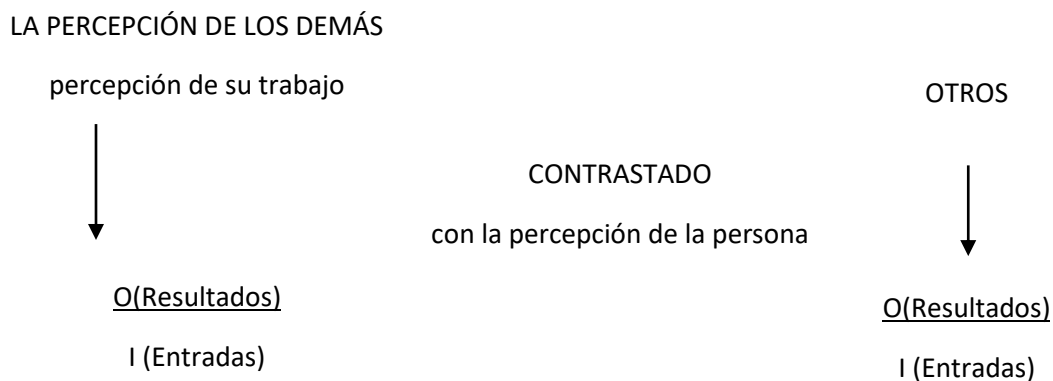 LA PERCEPCIÓN DE LOS DEMÁS
percepción de su trabajo
OTROS
CONTRASTADO
con la percepción de la persona
O(Resultados)
I (Entradas)
O(Resultados)
I (Entradas)